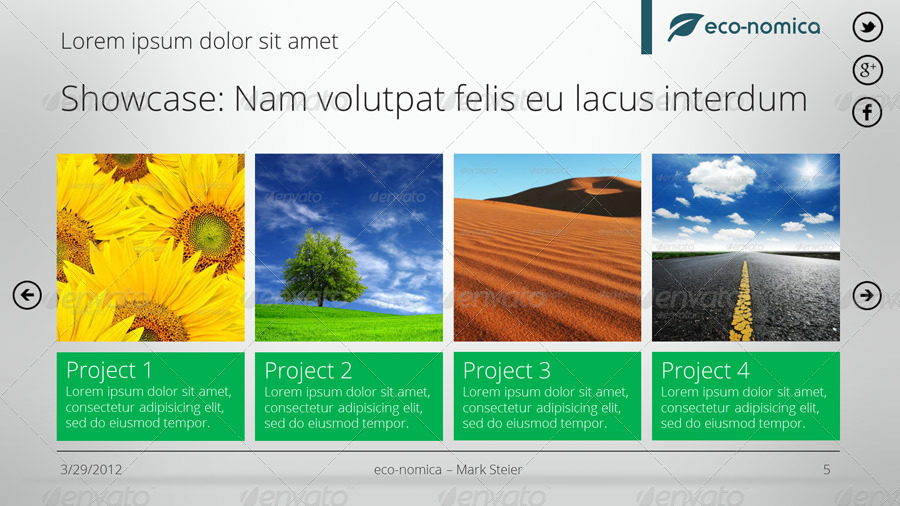 eco-nomica
Lorem ipsum dolor sit amet
g+
f
Showcase: Nam volutpat felis eu lacus interdum
Project 1
Lorem ipsum dolor sit amet,
consectetur adipisicing elit,
sed do eiusmod tempor.
Project 2
Lorem ipsum dolor sit amet,
consectetur adipisicing elit,
sed do eiusmod tempor.
Project 3
Lorem ipsum dolor sit amet,
consectetur adipisicing elit,
sed do eiusmod tempor.
Project 4
Lorem ipsum dolor sit amet,
consectetur adipisicing elit,
sed do eiusmod tempor.
3/29/2012
eco-nomica – Mark Steier
5
envato